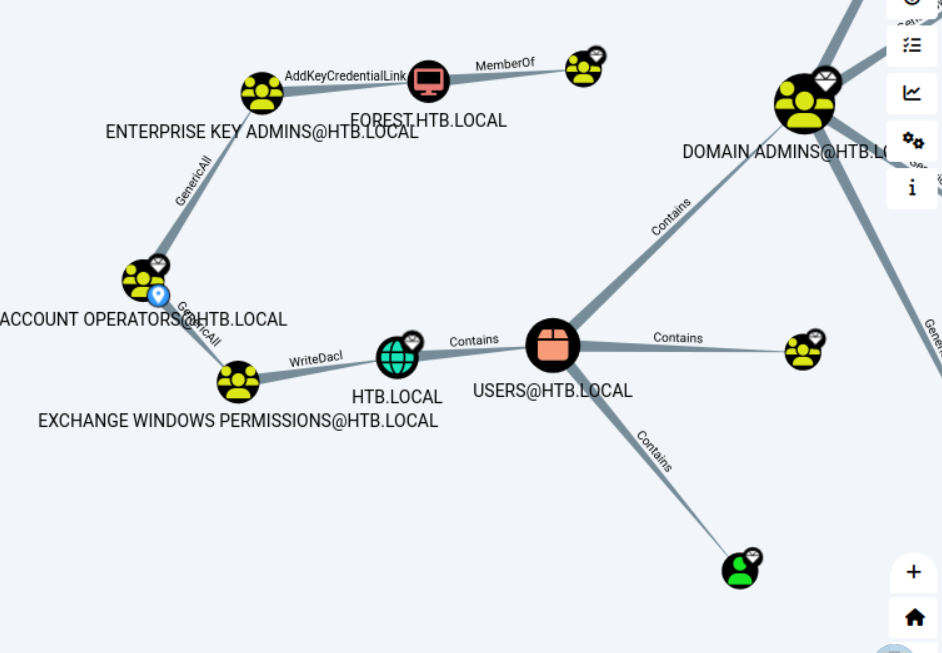 AddKeyCredentialLink
MemberOf
ENTERPRISE KEY ADMINS@HTB.LOCAL
FOREST.HTB.LOCAL
DOMAIN ADMINS@HTB.LO
GenericAll
Contains
ACCOUNT OPERATORS@HTB.LOCAL
GenericAll
WriteDacl
Contains
Contains
HTB.LOCAL
USERS@HTB.LOCAL
EXCHANGE WINDOWS PERMISSIONS@HTB.LOCAL
Contains